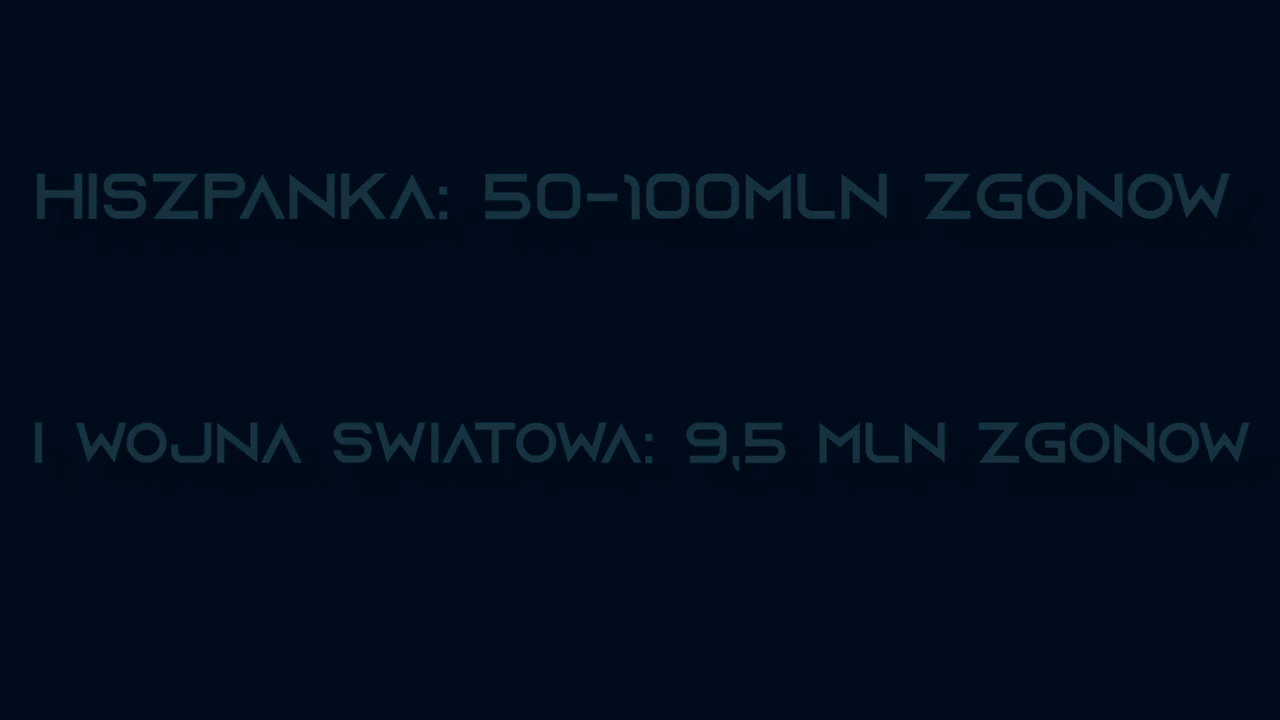 HISZPANKA: 50-100MLN ZGONOW
I WOJNA SWIATOWA: 9,5 MLN ZGONOW